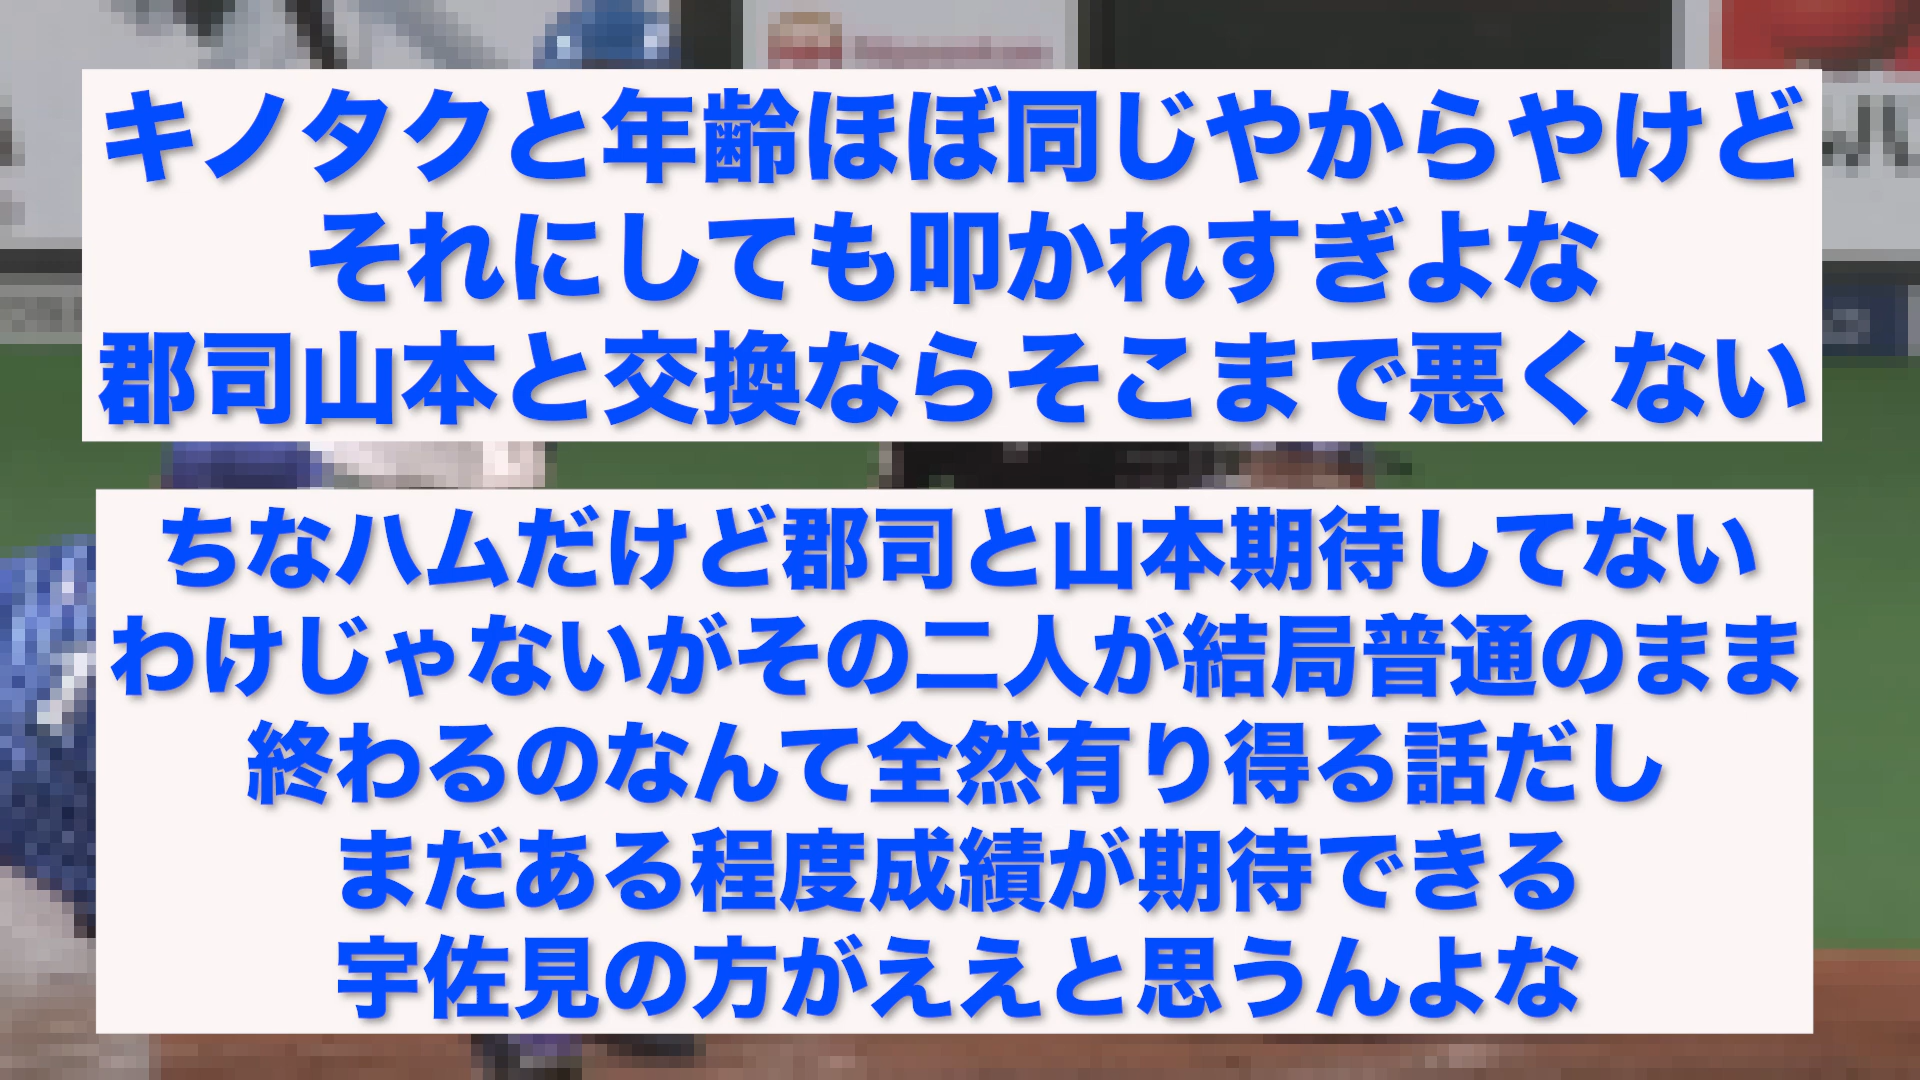 キノタクと年齢ほぼ同じやからやけど
それにしても叩かれすぎよな
郡司山本と交換ならそこまで悪くない
ちなハムだけど郡司と山本期待してない
わけじゃないがその二人が結局普通のまま
終わるのなんて全然有り得る話だし
まだある程度成績が期待できる
宇佐見の方がええと思うんよな